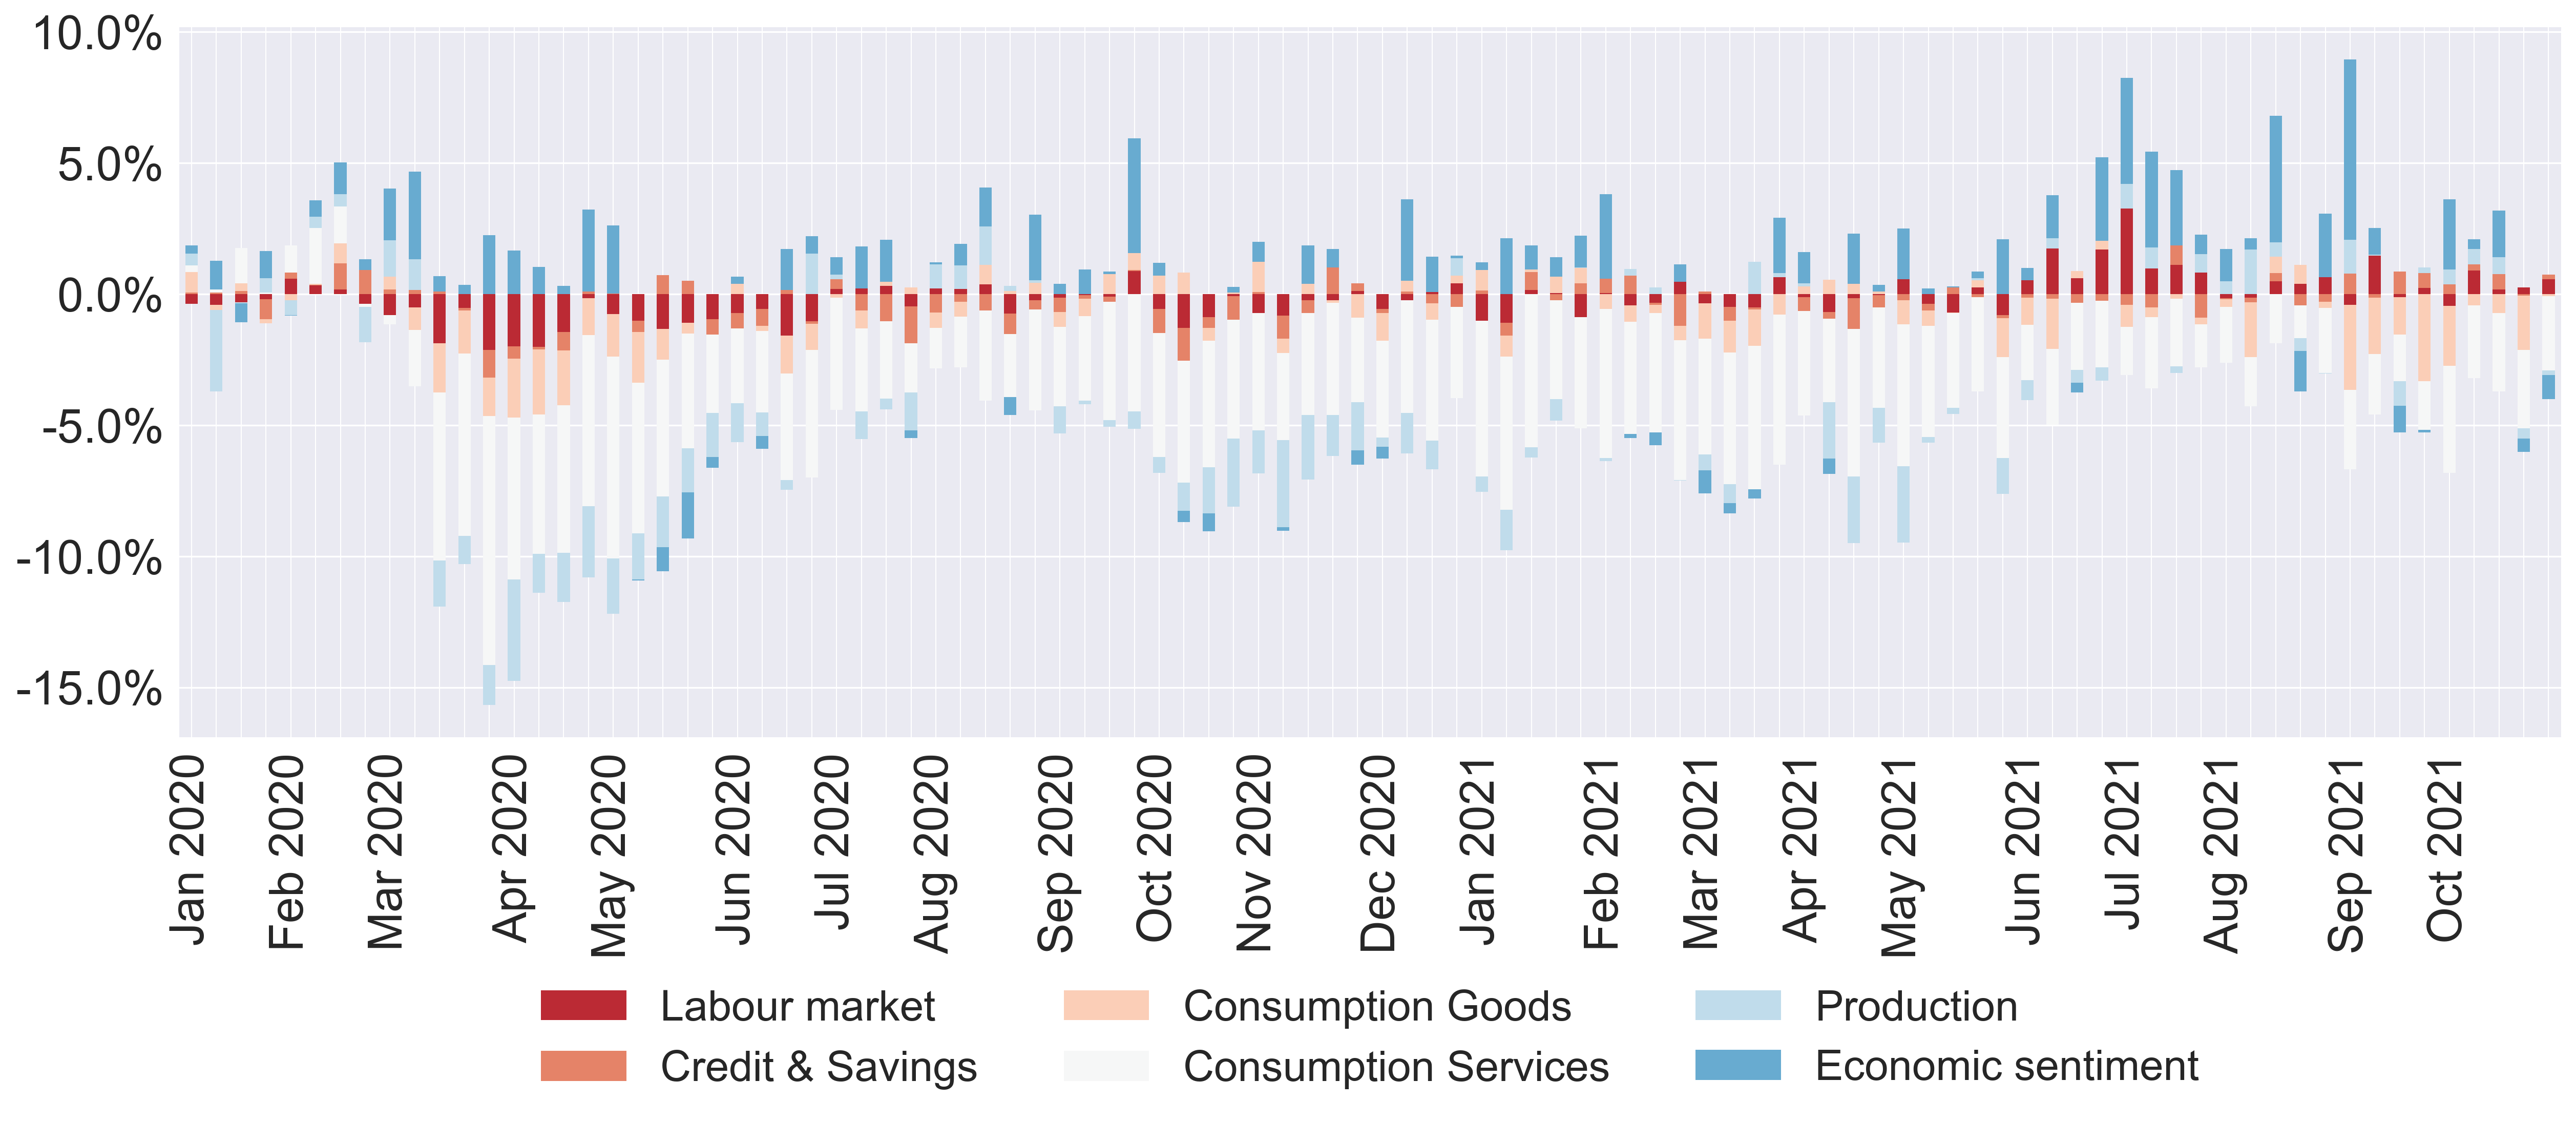 10.0%
5.0%
0.0%
-5.0%
-10.0%
-15.0%
Jan 2020
Feb 2020
Mar 2020
Apr 2020
May 2020
Jun 2020
Jul 2020
Aug 2020
Sep 2020
Oct 2020
Nov 2020
Dec 2020
Jan 2021
Feb 2021
Mar 2021
Apr 2021
May 2021
Jun 2021
Jul 2021
Aug 2021
Sep 2021
Oct 2021
Labour market
Consumption Goods
Production
Credit & Savings
Consumption Services
Economic sentiment